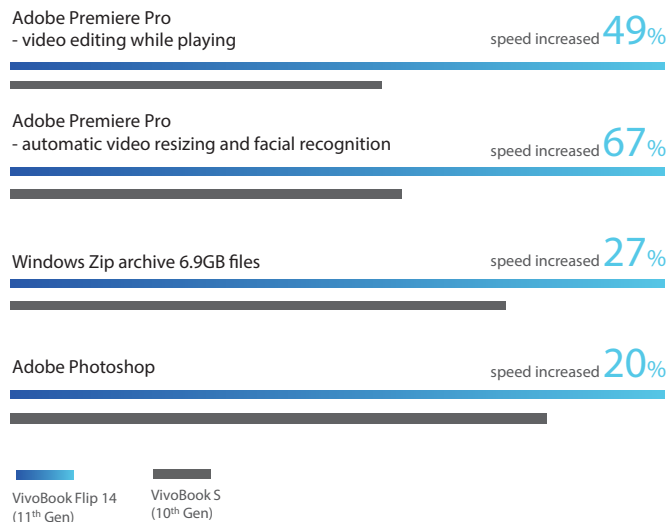 Adobe Premiere Pro
- video editing while playing
speed increased 49%
Adobe Premiere Pro
- automatic video resizing and facial recognition
speed increased 67%
Windows Zip archive 6.9GB files
speed increased 27%
Adobe Photoshop
speed increased 20%
VivoBook Flip 14
(11th Gen)
VivoBook S
(10th Gen)